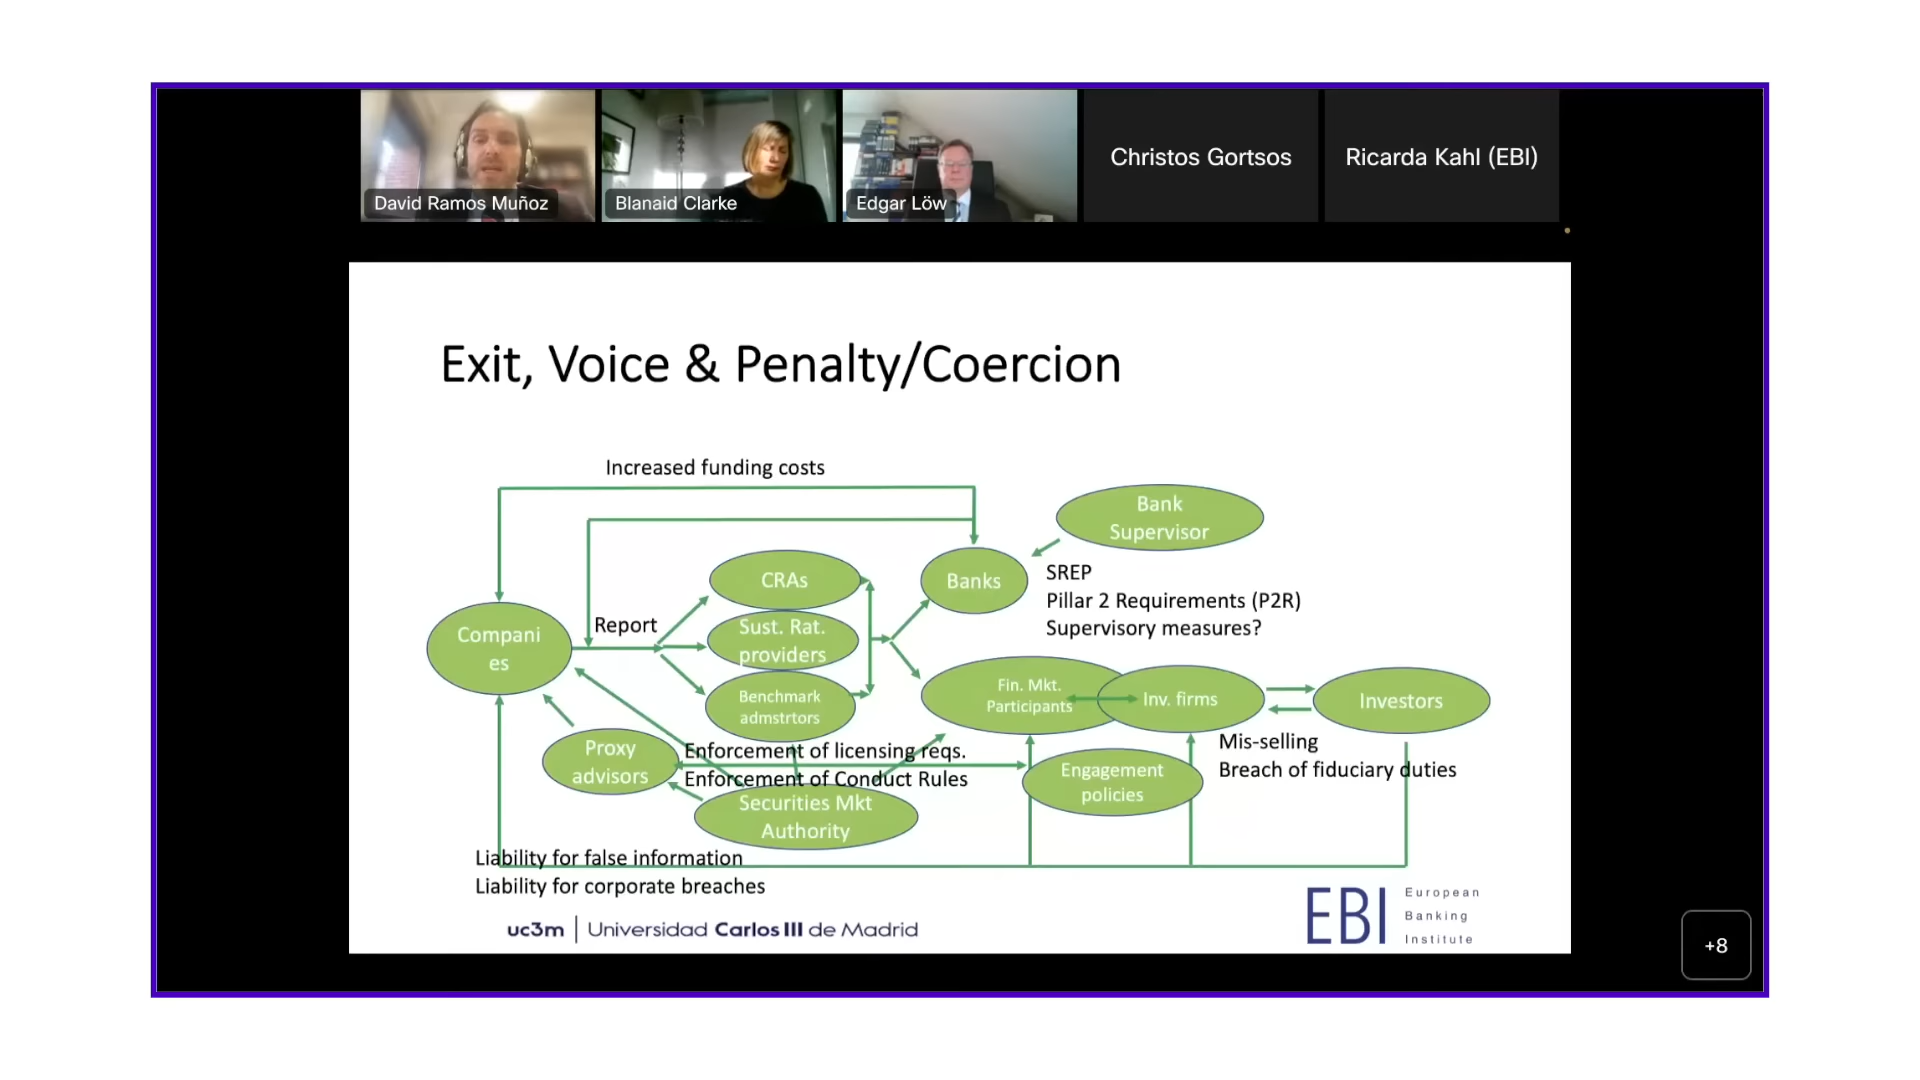 David Ramos Muñoz
Blanaid Clarke
Edgar Löw
Christos Gortsos
Ricarda Kahl (EBI)
Exit, Voice & Penalty/Coercion
Increased funding costs
Bank
Supervisor
CRAs
Banks
SREP
Pillar 2 Requirements (P2R)
Supervisory measures?
Report
Compani
es
Sust. Rat.
providers
Benchmark
admstrtors
Fin. Mkt.
Participants
Inv. firms
Investors
Proxy
advisors
Enforcement of licensing reqs.
Enforcement of Conduct Rules
Engagement
policies
Mis-selling
Breach of fiduciary duties
Securities Mkt
Authority
Liability for false information
Liability for corporate breaches
uc3m | Universidad Carlos III de Madrid
EBI
European
Banking
Institute
+8